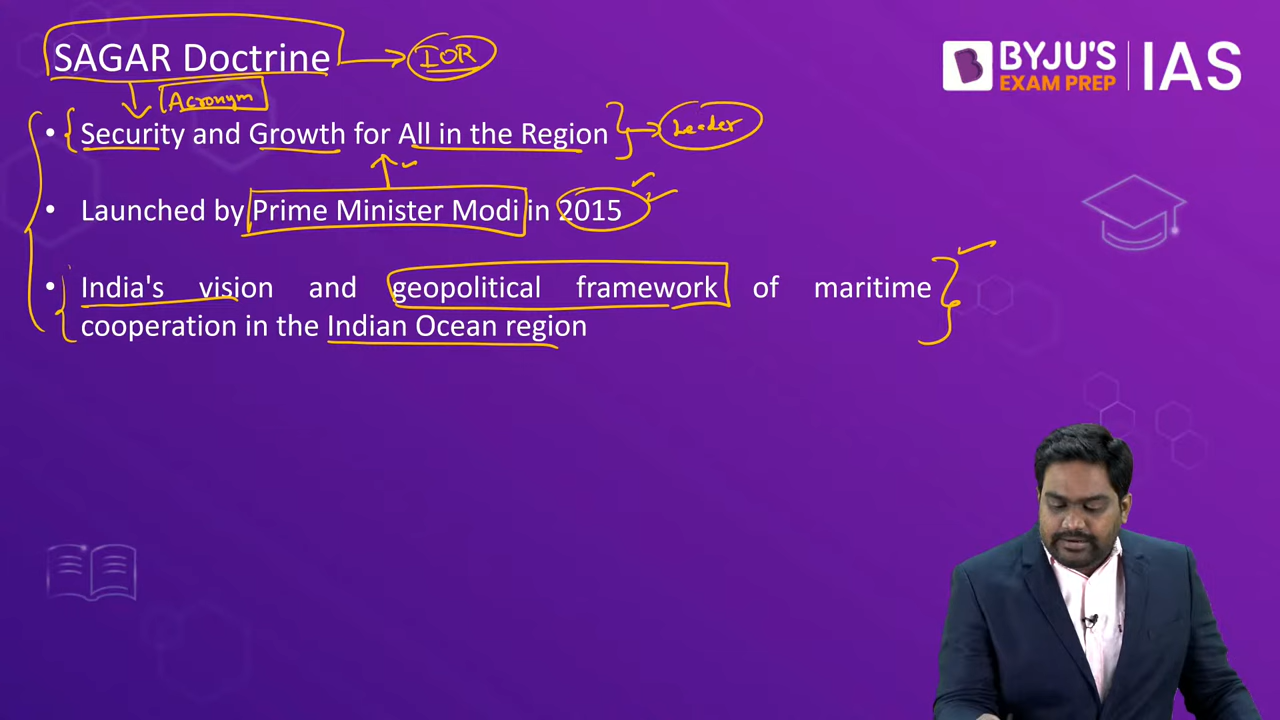 SAGAR Doctrine
IOR
BYJU'S
EXAM PREP
IAS
Acronym
• Security and Growth for All in the Region
Leader
• Launched by Prime Minister Modi in 2015
• India's vision and geopolitical framework of maritime
cooperation in the Indian Ocean region